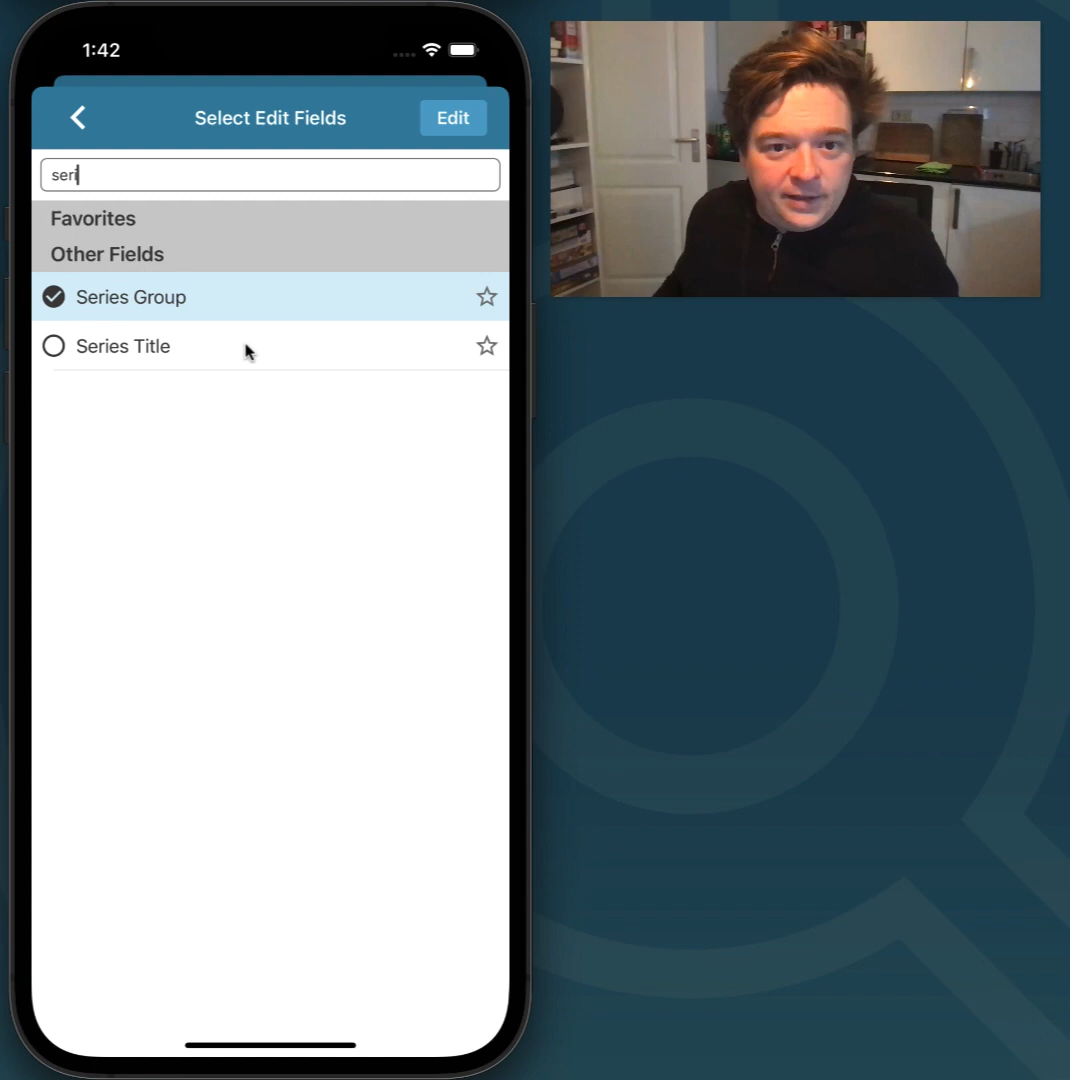 1:42
Select Edit Fields
Edit
seri
Favorites
Other Fields
Series Group
Series Title